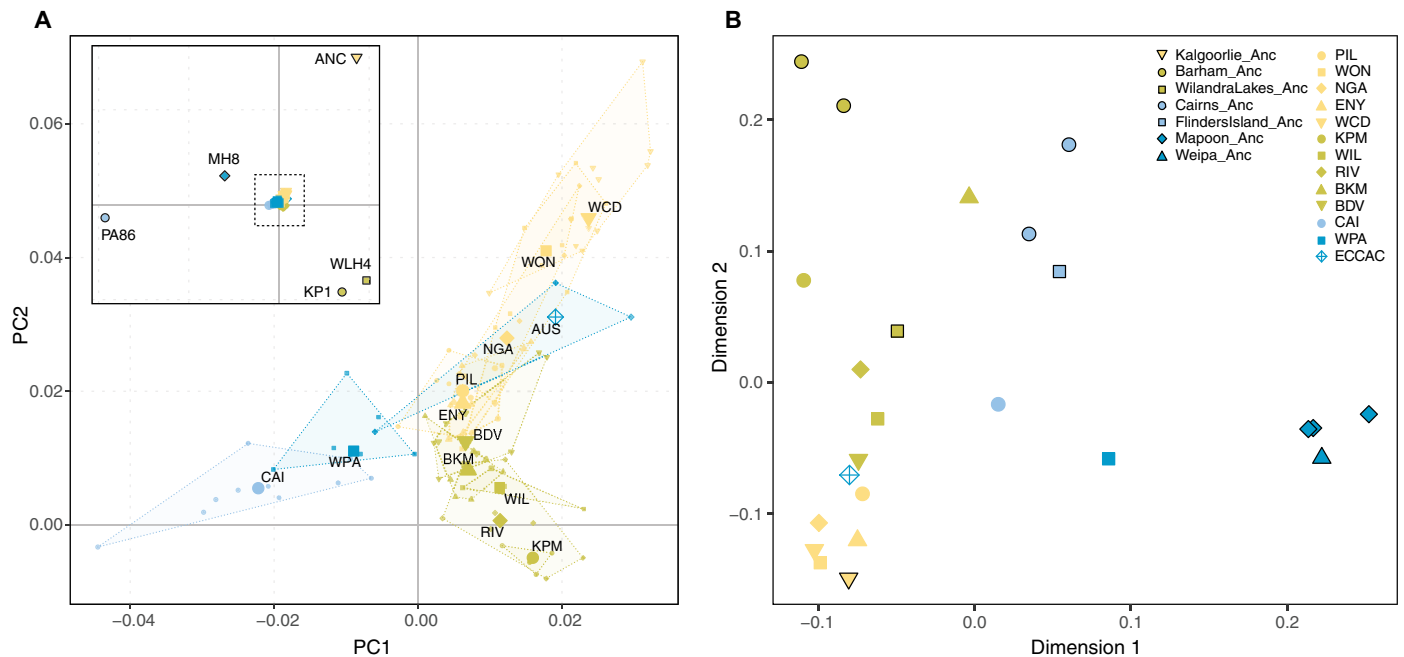 A
B
ANC
MH8
PA86
WLH4
KP1
WCD
WON
AUS
NGA
PIL
ENY
BDV
BKM
WPA
CAI
WIL
RIV
KPM
0.06
0.04
0.02
0.00
PC2
−0.04
−0.02
0.00
0.02
PC1
Kalgoorlie_Anc
Barham_Anc
WilandraLakes_Anc
Cairns_Anc
FlindersIsland_Anc
Mapoon_Anc
Weipa_Anc
PIL
WON
NGA
ENY
WCD
KPM
WIL
RIV
BKM
BDV
CAI
WPA
ECCAC
0.2
0.1
0.0
−0.1
Dimension 2
−0.1
0.0
0.1
0.2
Dimension 1